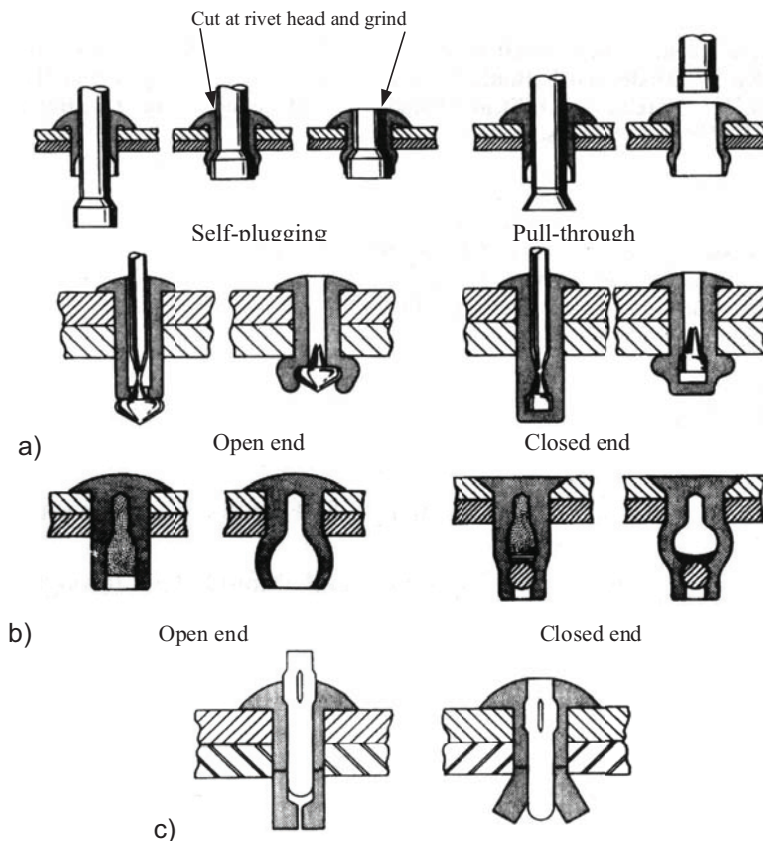 Cut at rivet head and grind
Self-plugging
Pull-through
a)
Open end
Closed end
b)
Open end
Closed end
c)